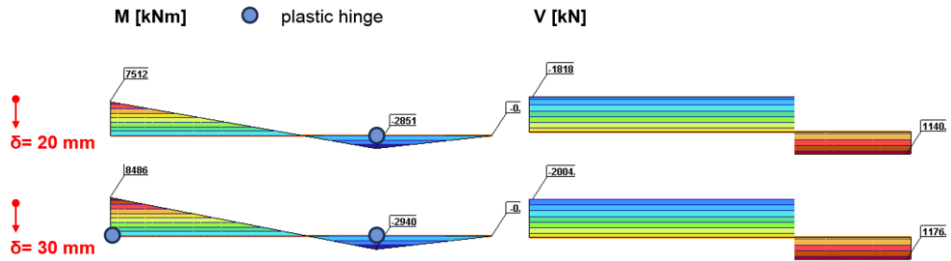 M [kNm]
plastic hinge
V [kN]
7512
-1818
-2851
-0.
δ= 20 mm
1140.
8486
-2004.
-2940
-0.
δ= 30 mm
1176.